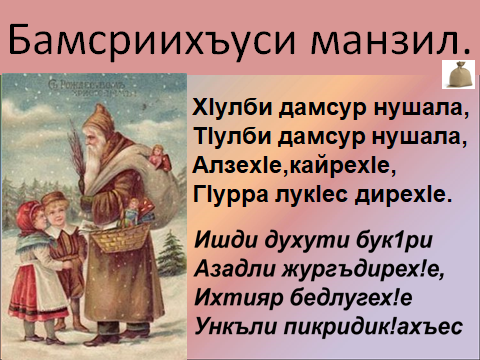 Бамсриихъуси манзил.
ХӀулби дамсур нушала,
ТӀулби дамсур нушала,
АлзехӀе,кайрехӀе,
ГӀурра лукӀес дирехӀе.
Ишди духути бук1ри
Азадли жургъдирех!е,
Ихтияр бедлугех!е
Ункъли пикридик!ахъес